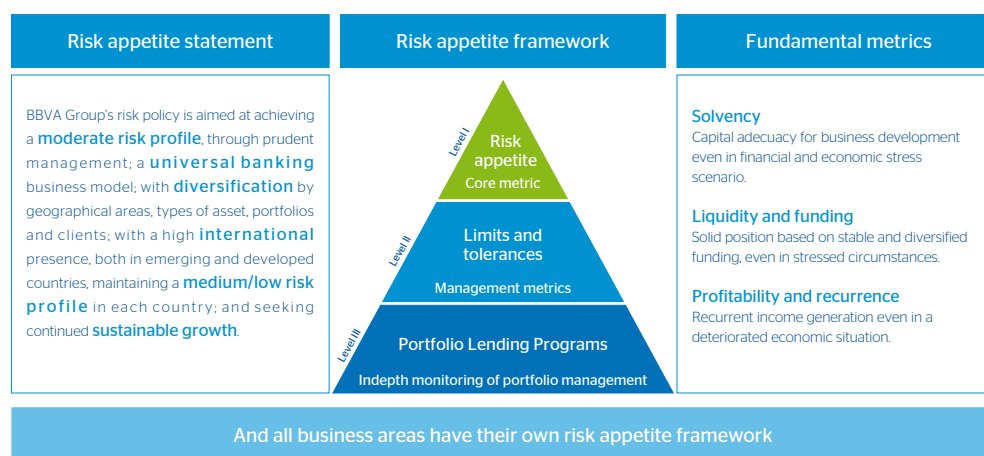 Risk appetite statement
BBVA Group's risk policy is aimed at achieving
a moderate risk profile, through prudent
management; a universal banking
business model; with diversification by
geographical areas, types of asset, portfolios
and clients; with a high international
presence, both in emerging and developed
countries, maintaining a medium/low risk
profile in each country; and seeking
continued sustainable growth.
Risk appetite framework
Level I
Risk
appetite
Core metric
Level II
Limits and
tolerances
Management metrics
Level III
Portfolio Lending Programs
Indepth monitoring of portfolio management
Fundamental metrics
Solvency
Capital adequacy for business development
even in financial and economic stress
scenario.
Liquidity and funding
Solid position based on stable and diversified
funding, even in stressed circumstances.
Profitability and recurrence
Recurrent income generation even in a
deteriorated economic situation.
And all business areas have their own risk appetite framework